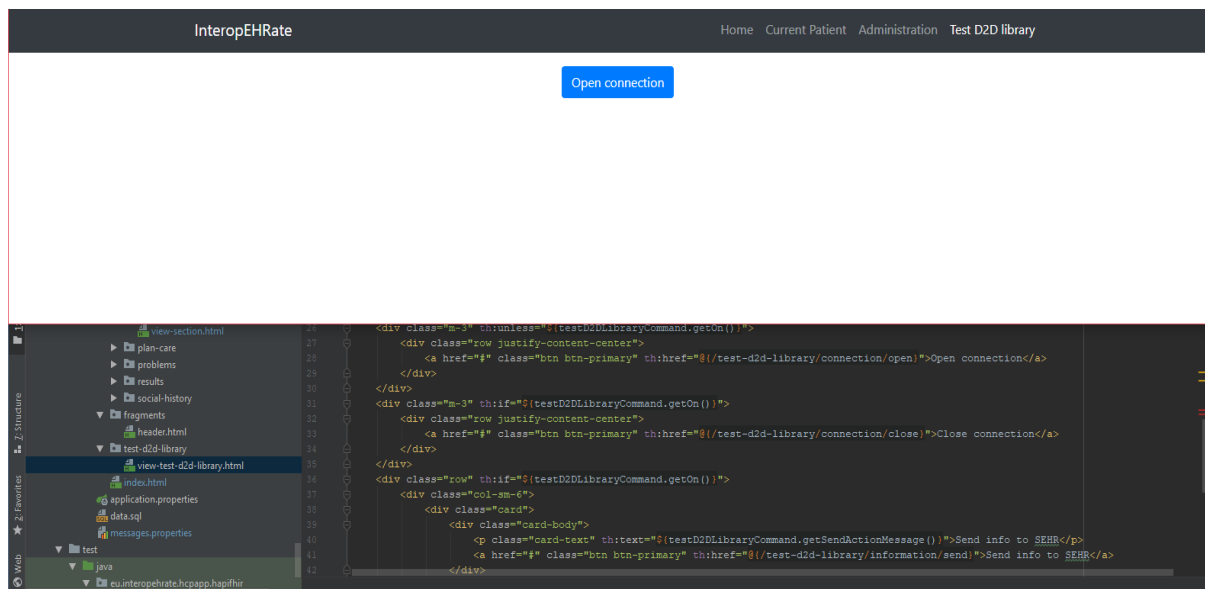 InteropEHRate
Home Current Patient Administration Test D2D library
Open connection
view-section.html
plan-care
problems
results
social-history
fragments
header.html
test-d2d-library
view-test-d2d-library.html
index.html
application.properties
data.sql
messages.properties
test
java
eu.interopehrate.hcpapp.hapifhir
1:
7: Structure
2: Favorites
Web
26 <div class="m-3" th:unless="${testD2DLibraryCommand.getOn()}">
27 <div class="row justify-content-center">
28 <a href="#" class="btn btn-primary" th:href="@{/test-d2d-library/connection/open}">Open connection</a>
29 </div>
30 </div>
31 <div class="m-3" th:if="${testD2DLibraryCommand.getOn()}">
32 <div class="row justify-content-center">
33 <a href="#" class="btn btn-primary" th:href="@{/test-d2d-library/connection/close}">Close connection</a>
34 </div>
35 </div>
36 <div class="row" th:if="${testD2DLibraryCommand.getOn()}">
37 <div class="col-sm-6">
38 <div class="card">
39 <div class="card-body">
40 <p class="card-text" th:text="${testD2DLibraryCommand.getSendActionMessage()}">Send info to SEHR</p>
41 <a href="#" class="btn btn-primary" th:href="@{/test-d2d-library/information/send}">Send info to SEHR</a>
42 </div>